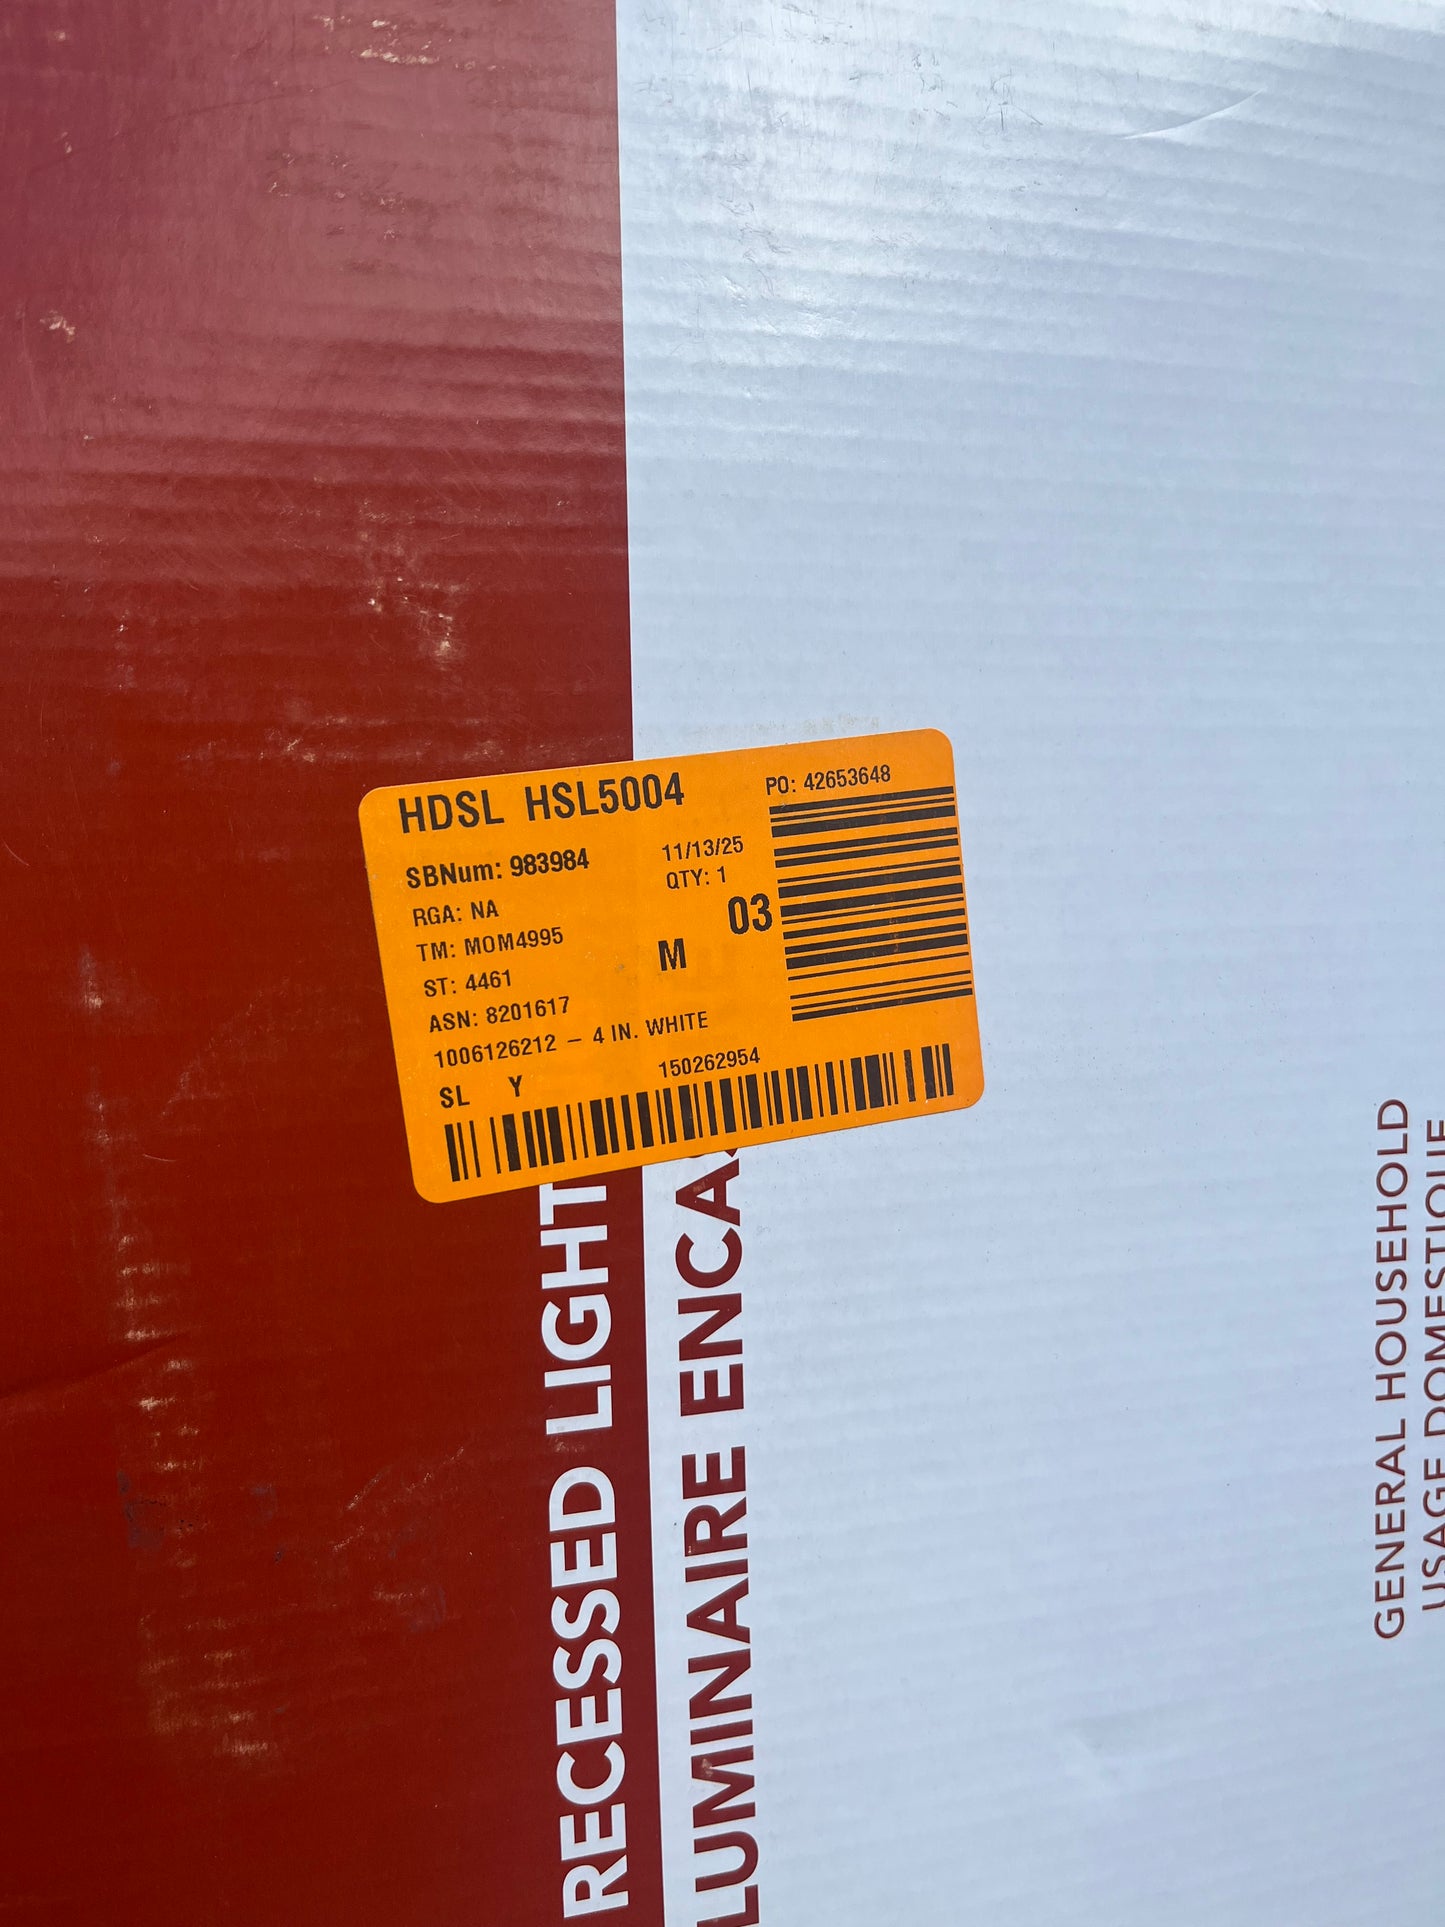 HDSL HSL5004
PO: 42653648
SBNum: 983984
11/13/25
QTY: 1
RGA: NA
03
TM: MOM4995
M
ST: 4461
ASN: 8201617
1006126212 – 4 IN. WHITE
SL Y
150262954
RECESSED LIGHT
LUMINAIRE
GENERAL HOUSEHOLD
USAGE DOMESTIQUE